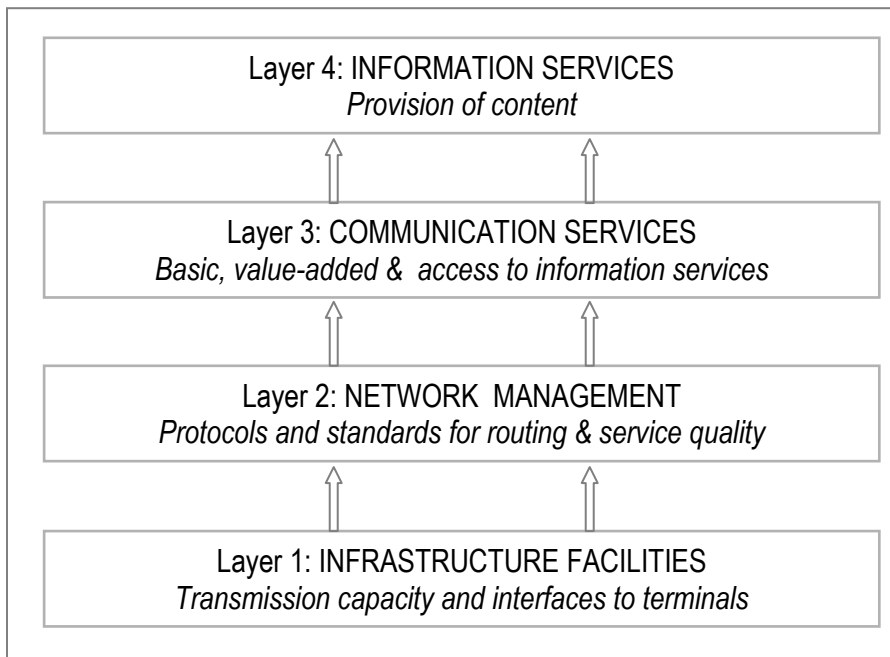 Layer 4: INFORMATION SERVICES
Provision of content
Layer 3: COMMUNICATION SERVICES
Basic, value-added & access to information services
Layer 2: NETWORK MANAGEMENT
Protocols and standards for routing & service quality
Layer 1: INFRASTRUCTURE FACILITIES
Transmission capacity and interfaces to terminals